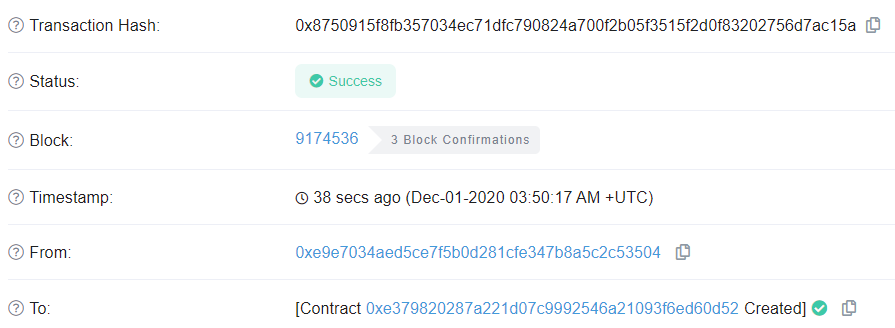 Transaction Hash: 0x8750915f8fb357034ec71dfc790824a700f2b05f3515f2d0f83202756d7ac15a
Status: Success
Block: 9174536 3 Block Confirmations
Timestamp: 38 secs ago (Dec-01-2020 03:50:17 AM +UTC)
From: 0xe9e7034aed5ce7f5b0d281cfe347b8a5c2c53504
To: [Contract 0xe379820287a221d07c9992546a21093f6ed60d52 Created]